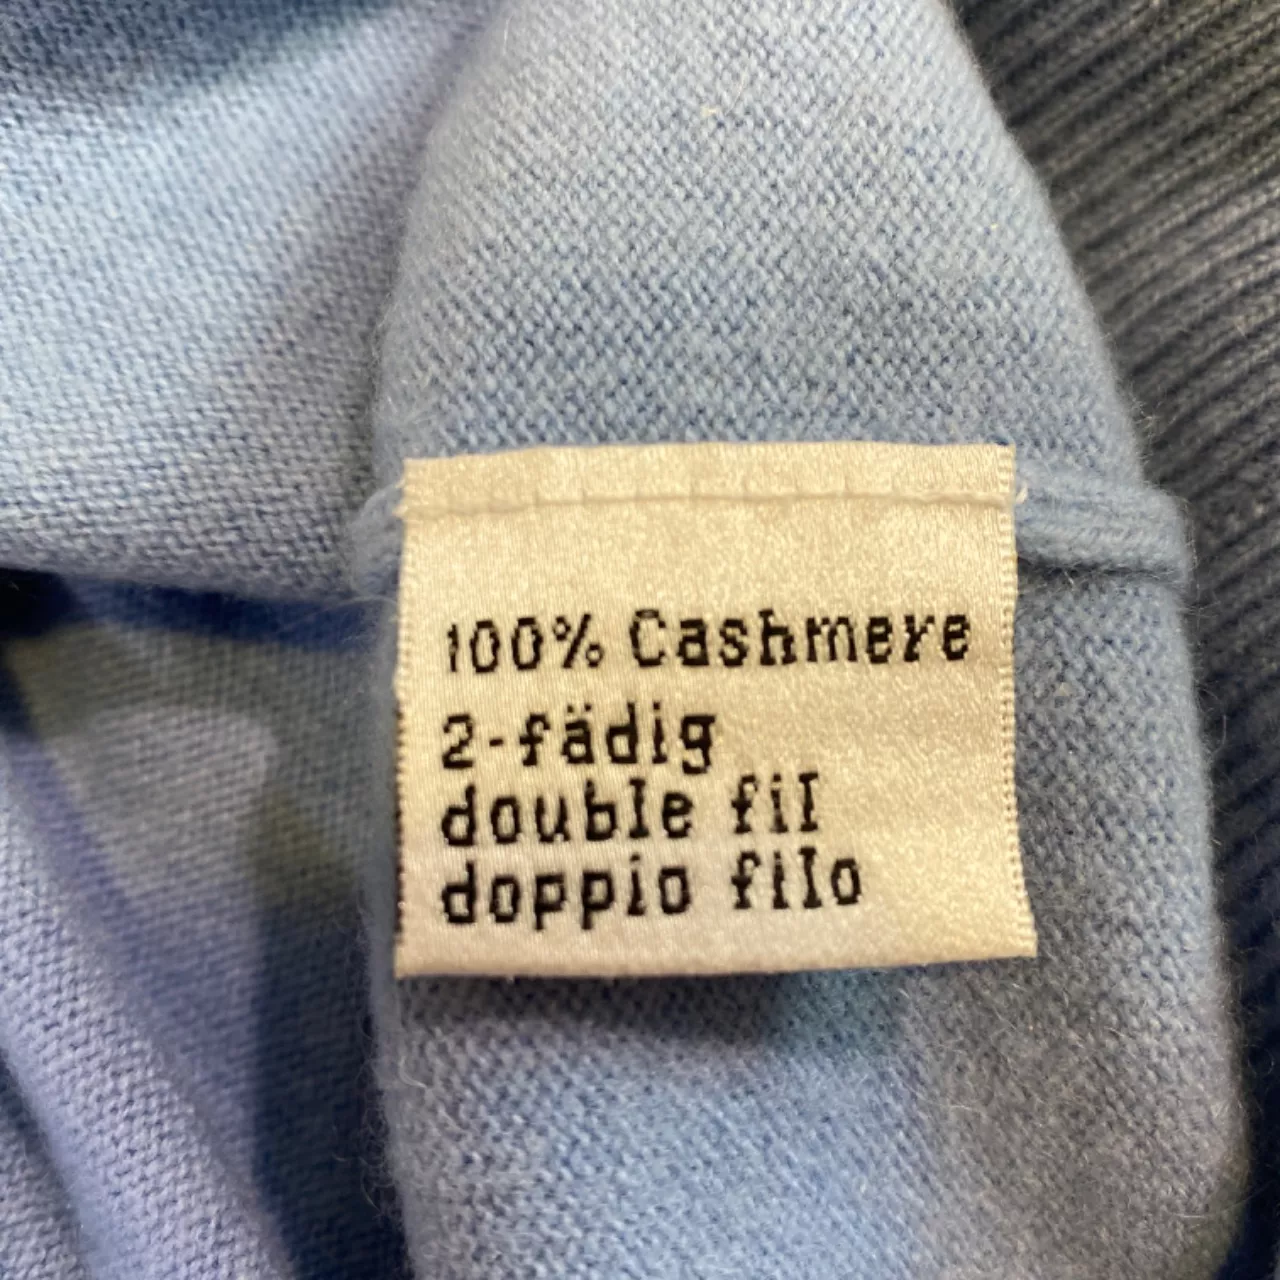 100% Cashmere
2-fädig
double fil
doppio filo